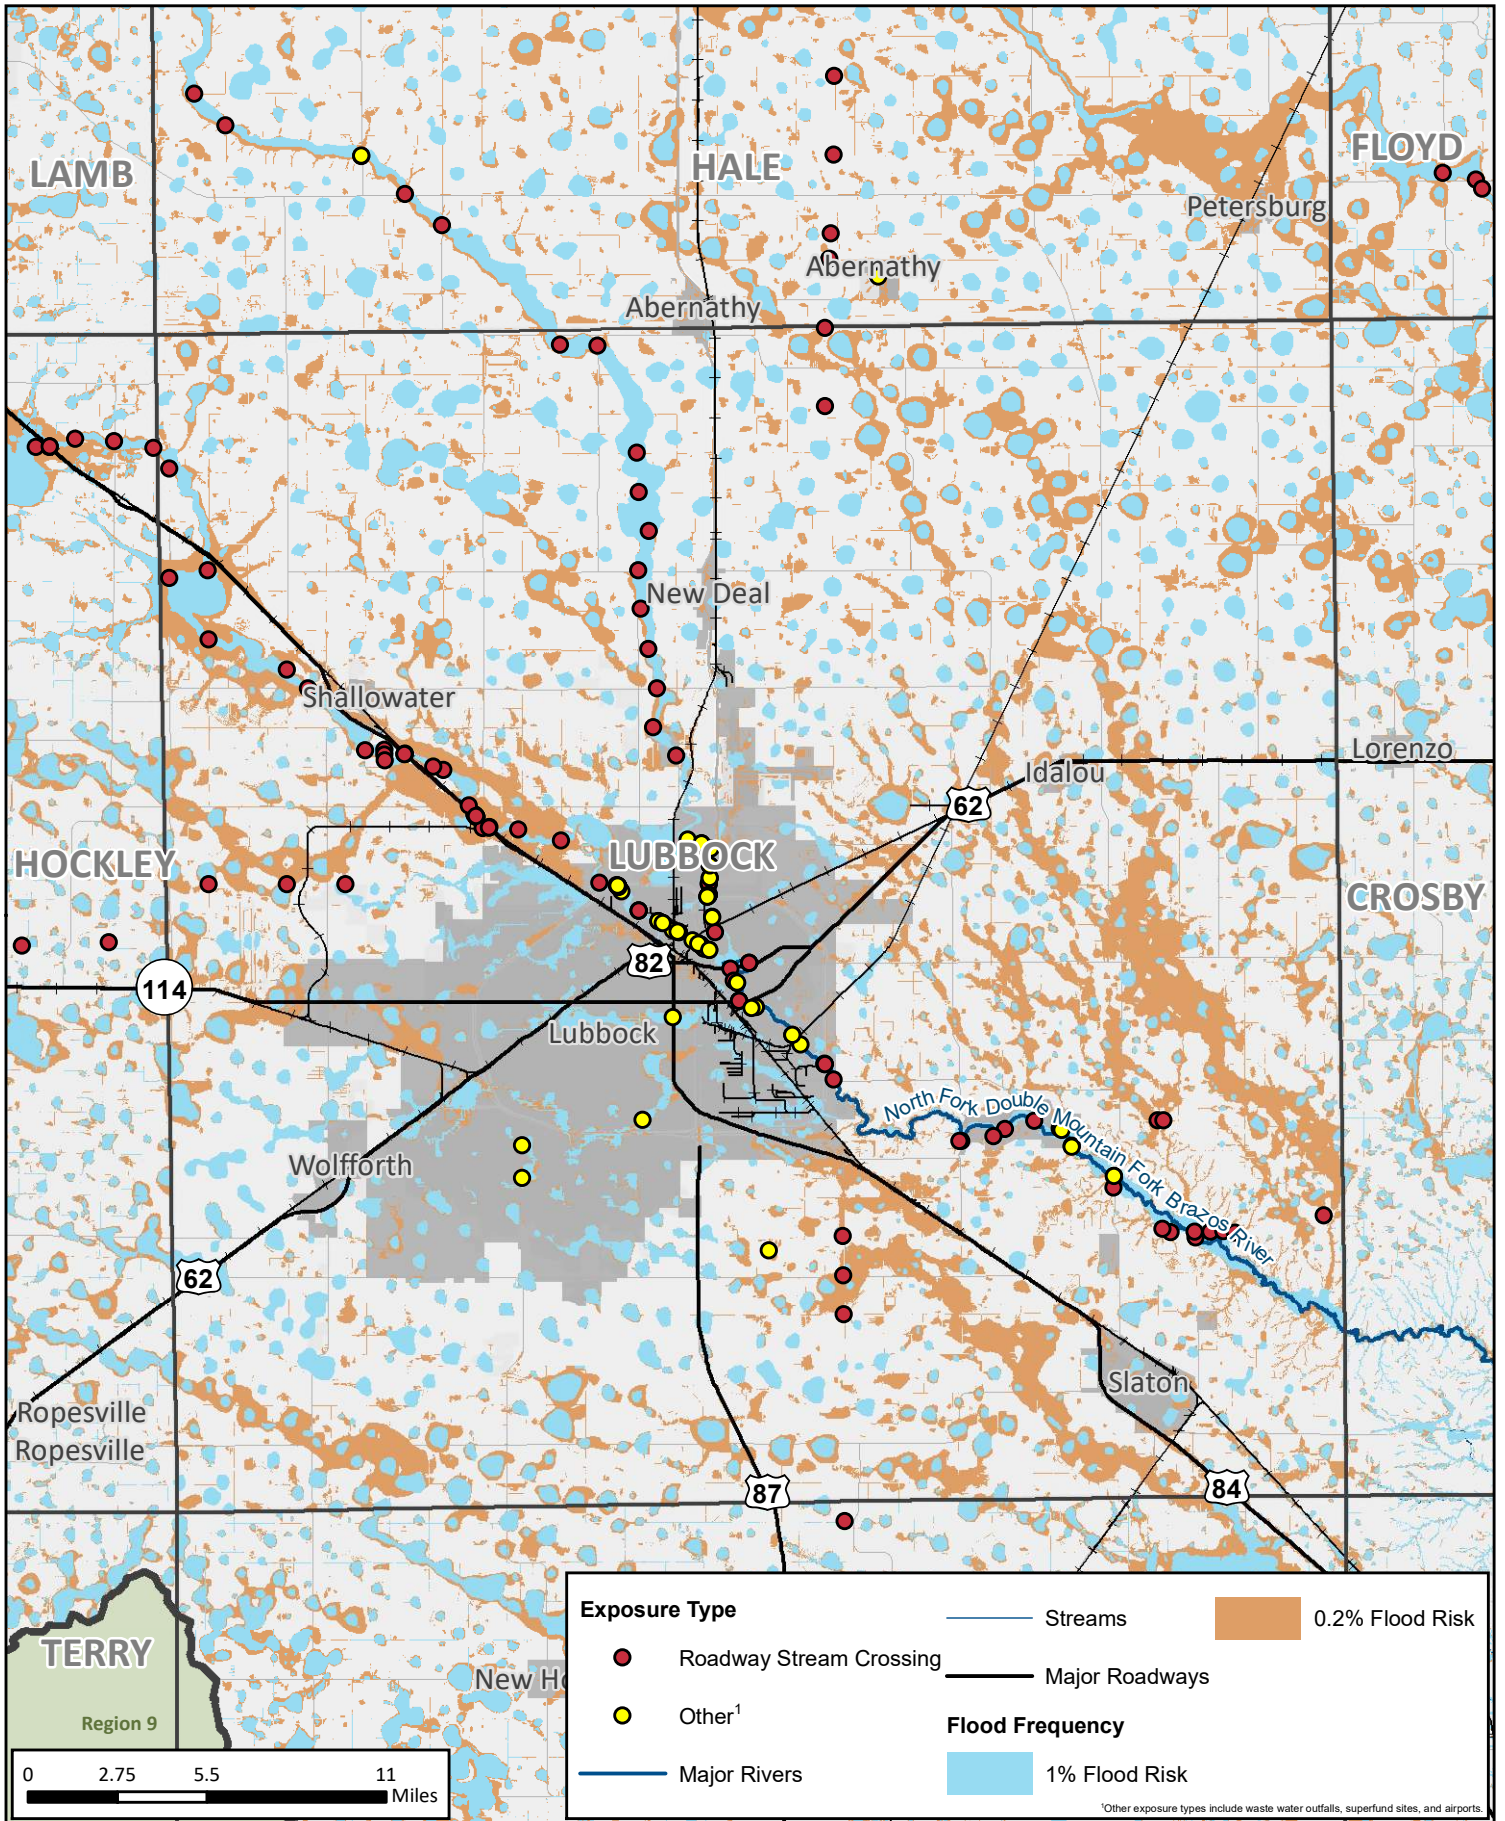 LAMB
HALE
FLOYD
Petersburg
Abernathy
Abernathy
New Deal
Shallowater
Lorenzo
Idalou
62
HOCKLEY
LUBBOCK
CROSBY
82
114
Lubbock
North Fork Double Mountain Fork Brazos River
Wolfforth
62
Slaton
Ropesville
Ropesville
87
84
TERRY
New Ho
Region 9
0 2.75 5.5 11
Miles
Exposure Type
Roadway Stream Crossing
Other¹
Major Rivers
Streams
Major Roadways
Flood Frequency
1% Flood Risk
0.2% Flood Risk
¹Other exposure types include waste water outfalls, superfund sites, and airports.